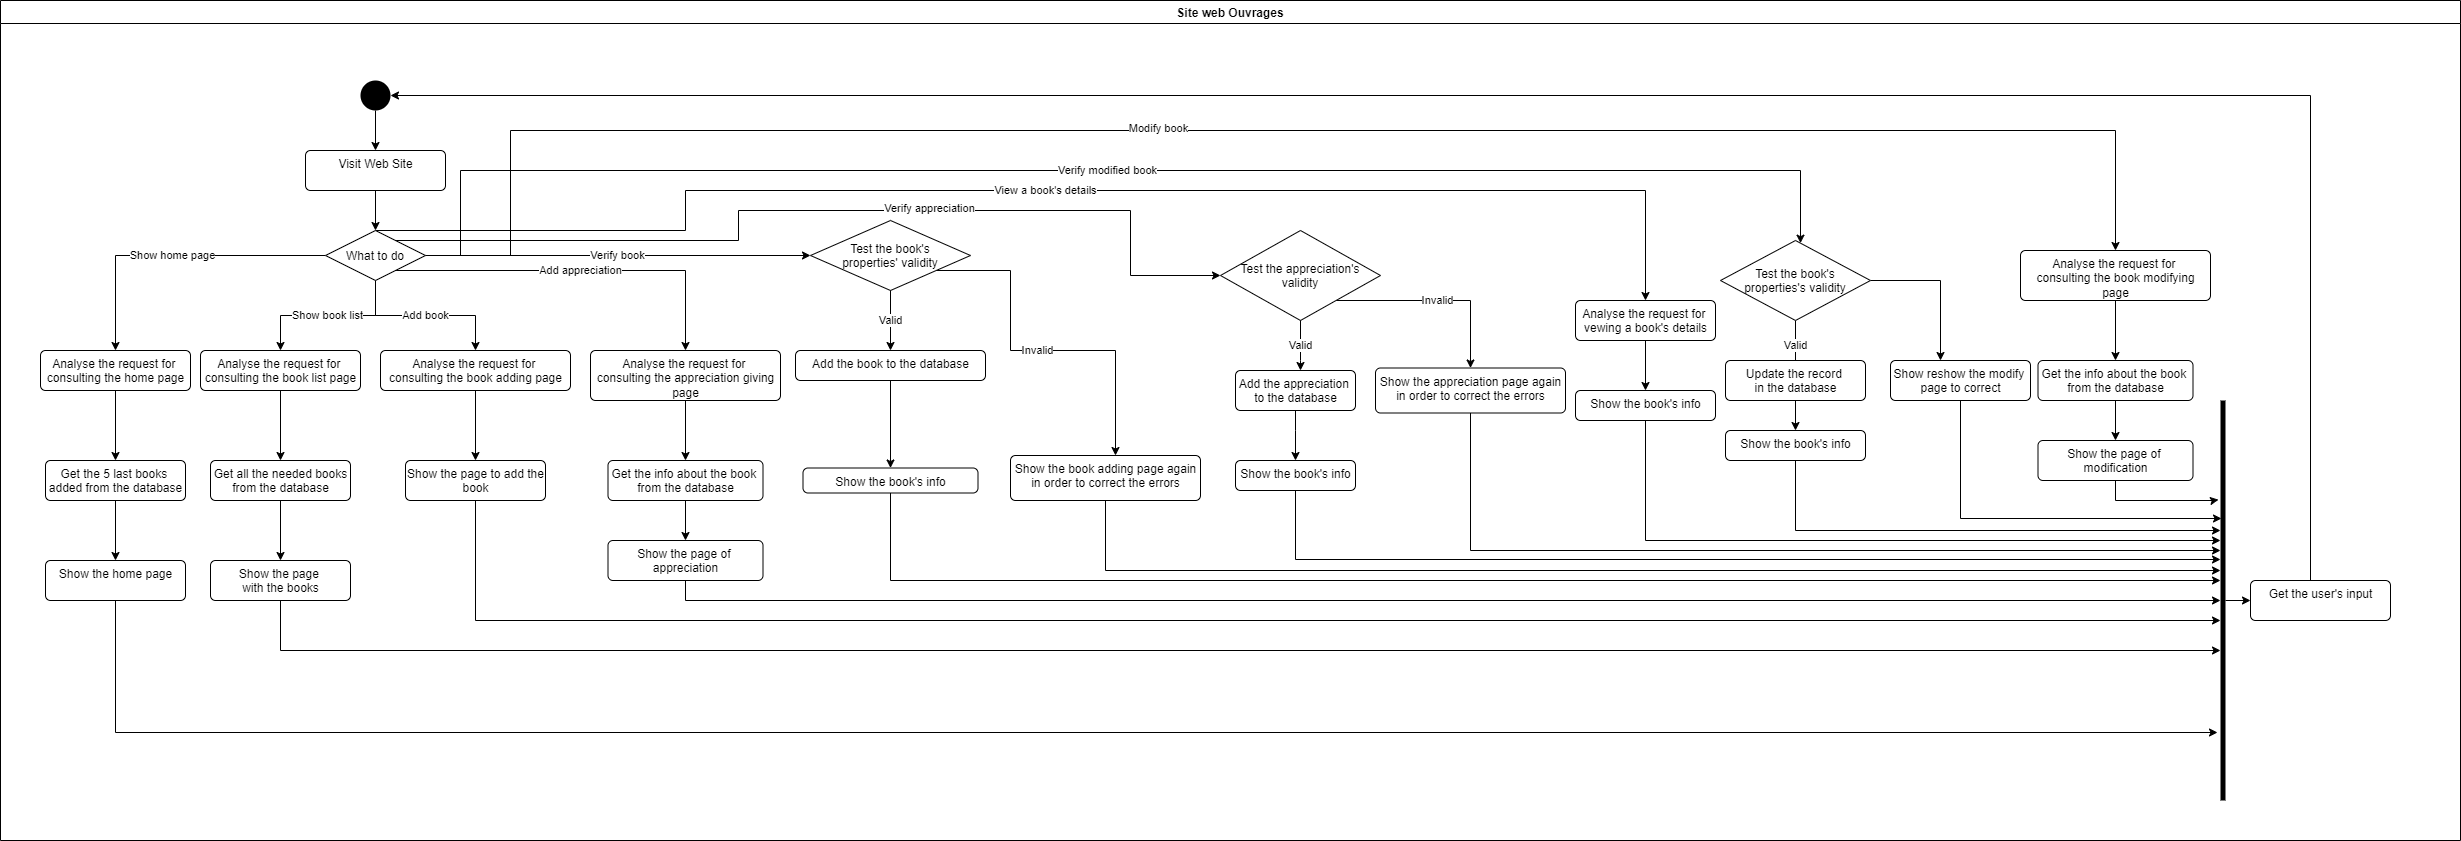 Site web Ouvrages
Modify book
Visit Web Site
Verify modified book
View a book's details
Verify appreciation
Show home page
What to do
Verify book
Add appreciation
Test the book's
properties' validity
Test the appreciation's
validity
Test the book's
properties's validity
Analyse the request for
consulting the book modifying
page
Show book list
Add book
Valid
Invalid
Invalid
Valid
Valid
Analyse the request for
vewing a book's details
Analyse the request for
consulting the home page
Analyse the request for
consulting the book list page
Analyse the request for
consulting the book adding page
Analyse the request for
consulting the appreciation giving
page
Add the book to the database
Add the appreciation
to the database
Show the appreciation page again
in order to correct the errors
Show the book's info
Update the record
in the database
Show reshow the modify
page to correct
Get the info about the book
from the database
Show the book's info
Show the page of
modification
Get the 5 last books
added from the database
Get all the needed books
from the database
Show the page to add the
book
Get the info about the book
from the database
Show the book's info
Show the book adding page again
in order to correct the errors
Show the book's info
Show the home page
Show the page
with the books
Show the page of
appreciation
Get the user's input